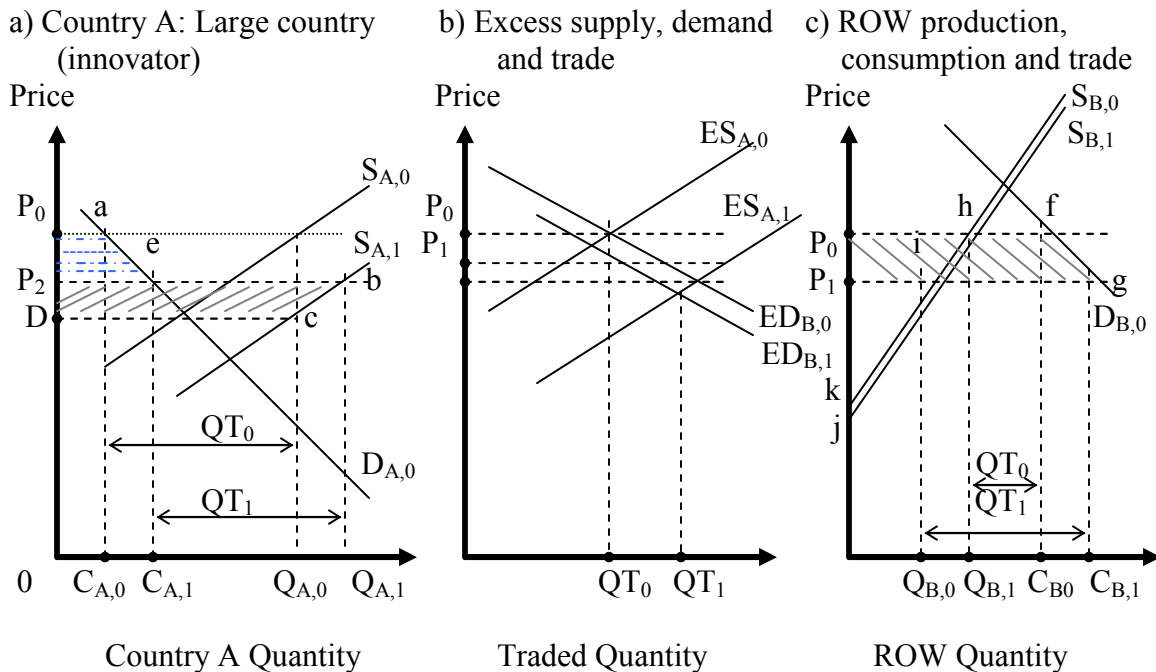 a) Country A: Large country
(innovator)
Price
P0
P2
D
0
a
e
b
c
SA,0
SA,1
DA,0
QT0
QT1
CA,0 CA,1 QA,0 QA,1
Country A Quantity
b) Excess supply, demand
and trade
Price
P0
P1
ESA,0
ESA,1
EDB,0
EDB,1
QT0 QT1
Traded Quantity
c) ROW production,
consumption and trade
Price
SB,0
SB,1
P0
P1
h
f
i
g
DB,0
k
j
QT0
QT1
QB,0 QB,1 CB0 CB,1
ROW Quantity